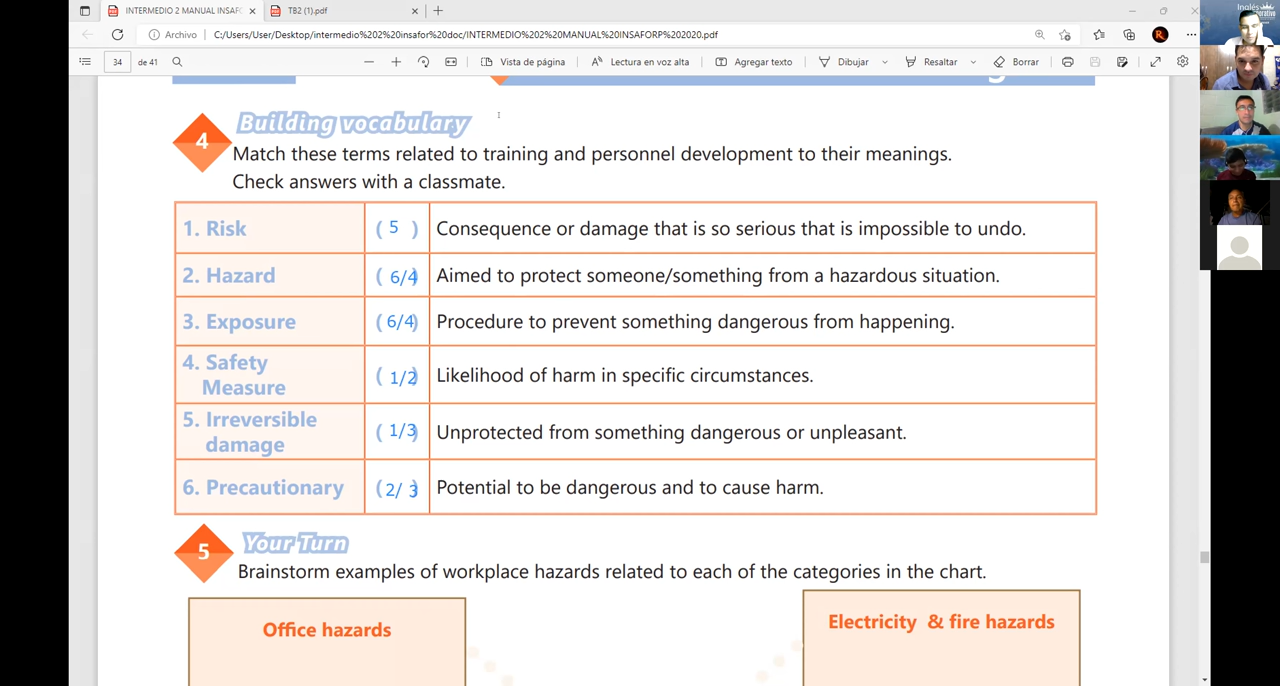 INTERMEDIO 2 MANUAL INSAFOR
TB2 (1).pdf
Archivo
C:/Users/User/Desktop/intermedio%202%20insafor%20doc/INTERMEDIO%202%20MANUAL%20INSAFORP%202020.pdf
34 de 41
Vista de página
Lectura en voz alta
Agregar texto
Dibujar
Resaltar
Borrar
R
Inglés
4 Building vocabulary
Match these terms related to training and personnel development to their meanings.
Check answers with a classmate.
1. Risk ( 5 ) Consequence or damage that is so serious that is impossible to undo.
2. Hazard ( 6/4) Aimed to protect someone/something from a hazardous situation.
3. Exposure ( 6/4) Procedure to prevent something dangerous from happening.
4. Safety
Measure ( 1/2) Likelihood of harm in specific circumstances.
5. Irreversible
damage ( 1/3) Unprotected from something dangerous or unpleasant.
6. Precautionary ( 2/ 3) Potential to be dangerous and to cause harm.
5 Your Turn
Brainstorm examples of workplace hazards related to each of the categories in the chart.
Office hazards
Electricity & fire hazards